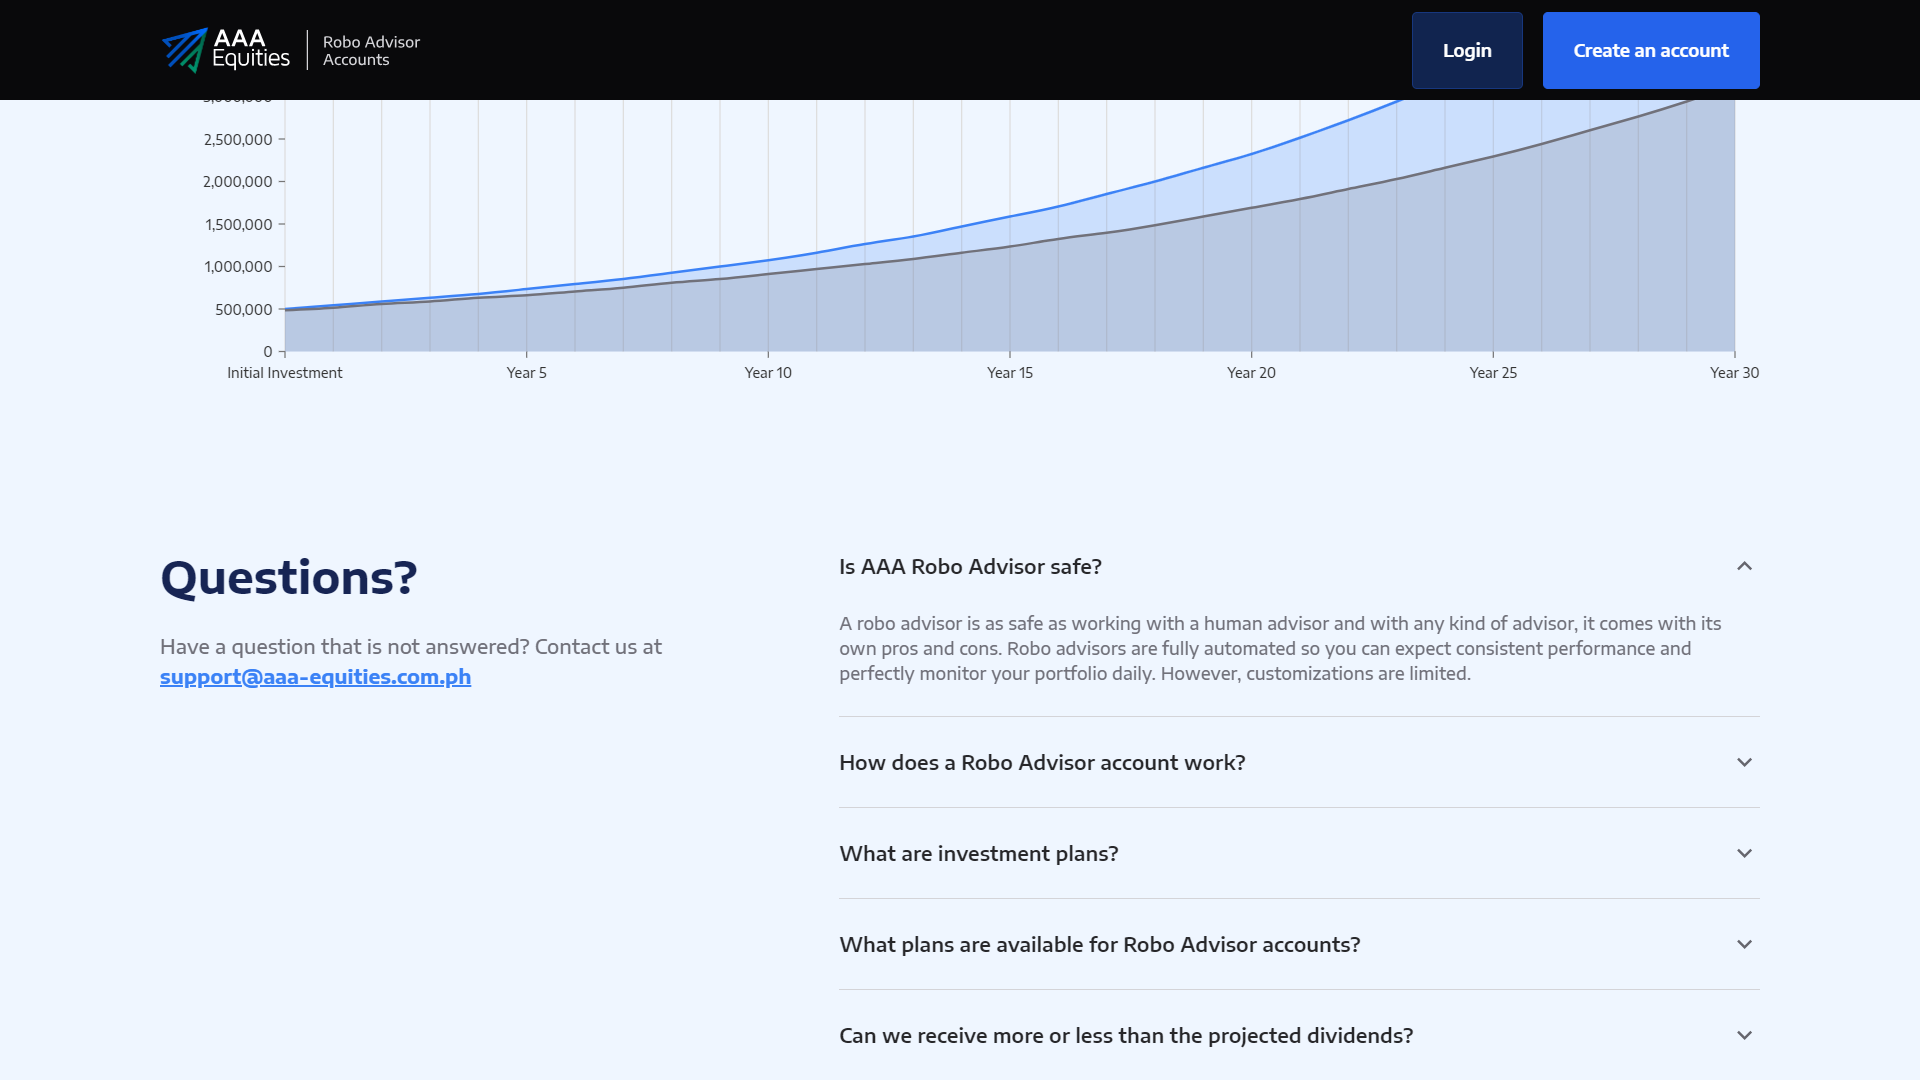 AAA
Equities
Robo Advisor
Accounts
Login
Create an account
2,500,000
2,000,000
1,500,000
1,000,000
500,000
0
Initial Investment
Year 5
Year 10
Year 15
Year 20
Year 25
Year 30
Questions?
Have a question that is not answered? Contact us at
support@aaa-equities.com.ph
Is AAA Robo Advisor safe?
A robo advisor is as safe as working with a human advisor and with any kind of advisor, it comes with its
own pros and cons. Robo advisors are fully automated so you can expect consistent performance and
perfectly monitor your portfolio daily. However, customizations are limited.
How does a Robo Advisor account work?
What are investment plans?
What plans are available for Robo Advisor accounts?
Can we receive more or less than the projected dividends?